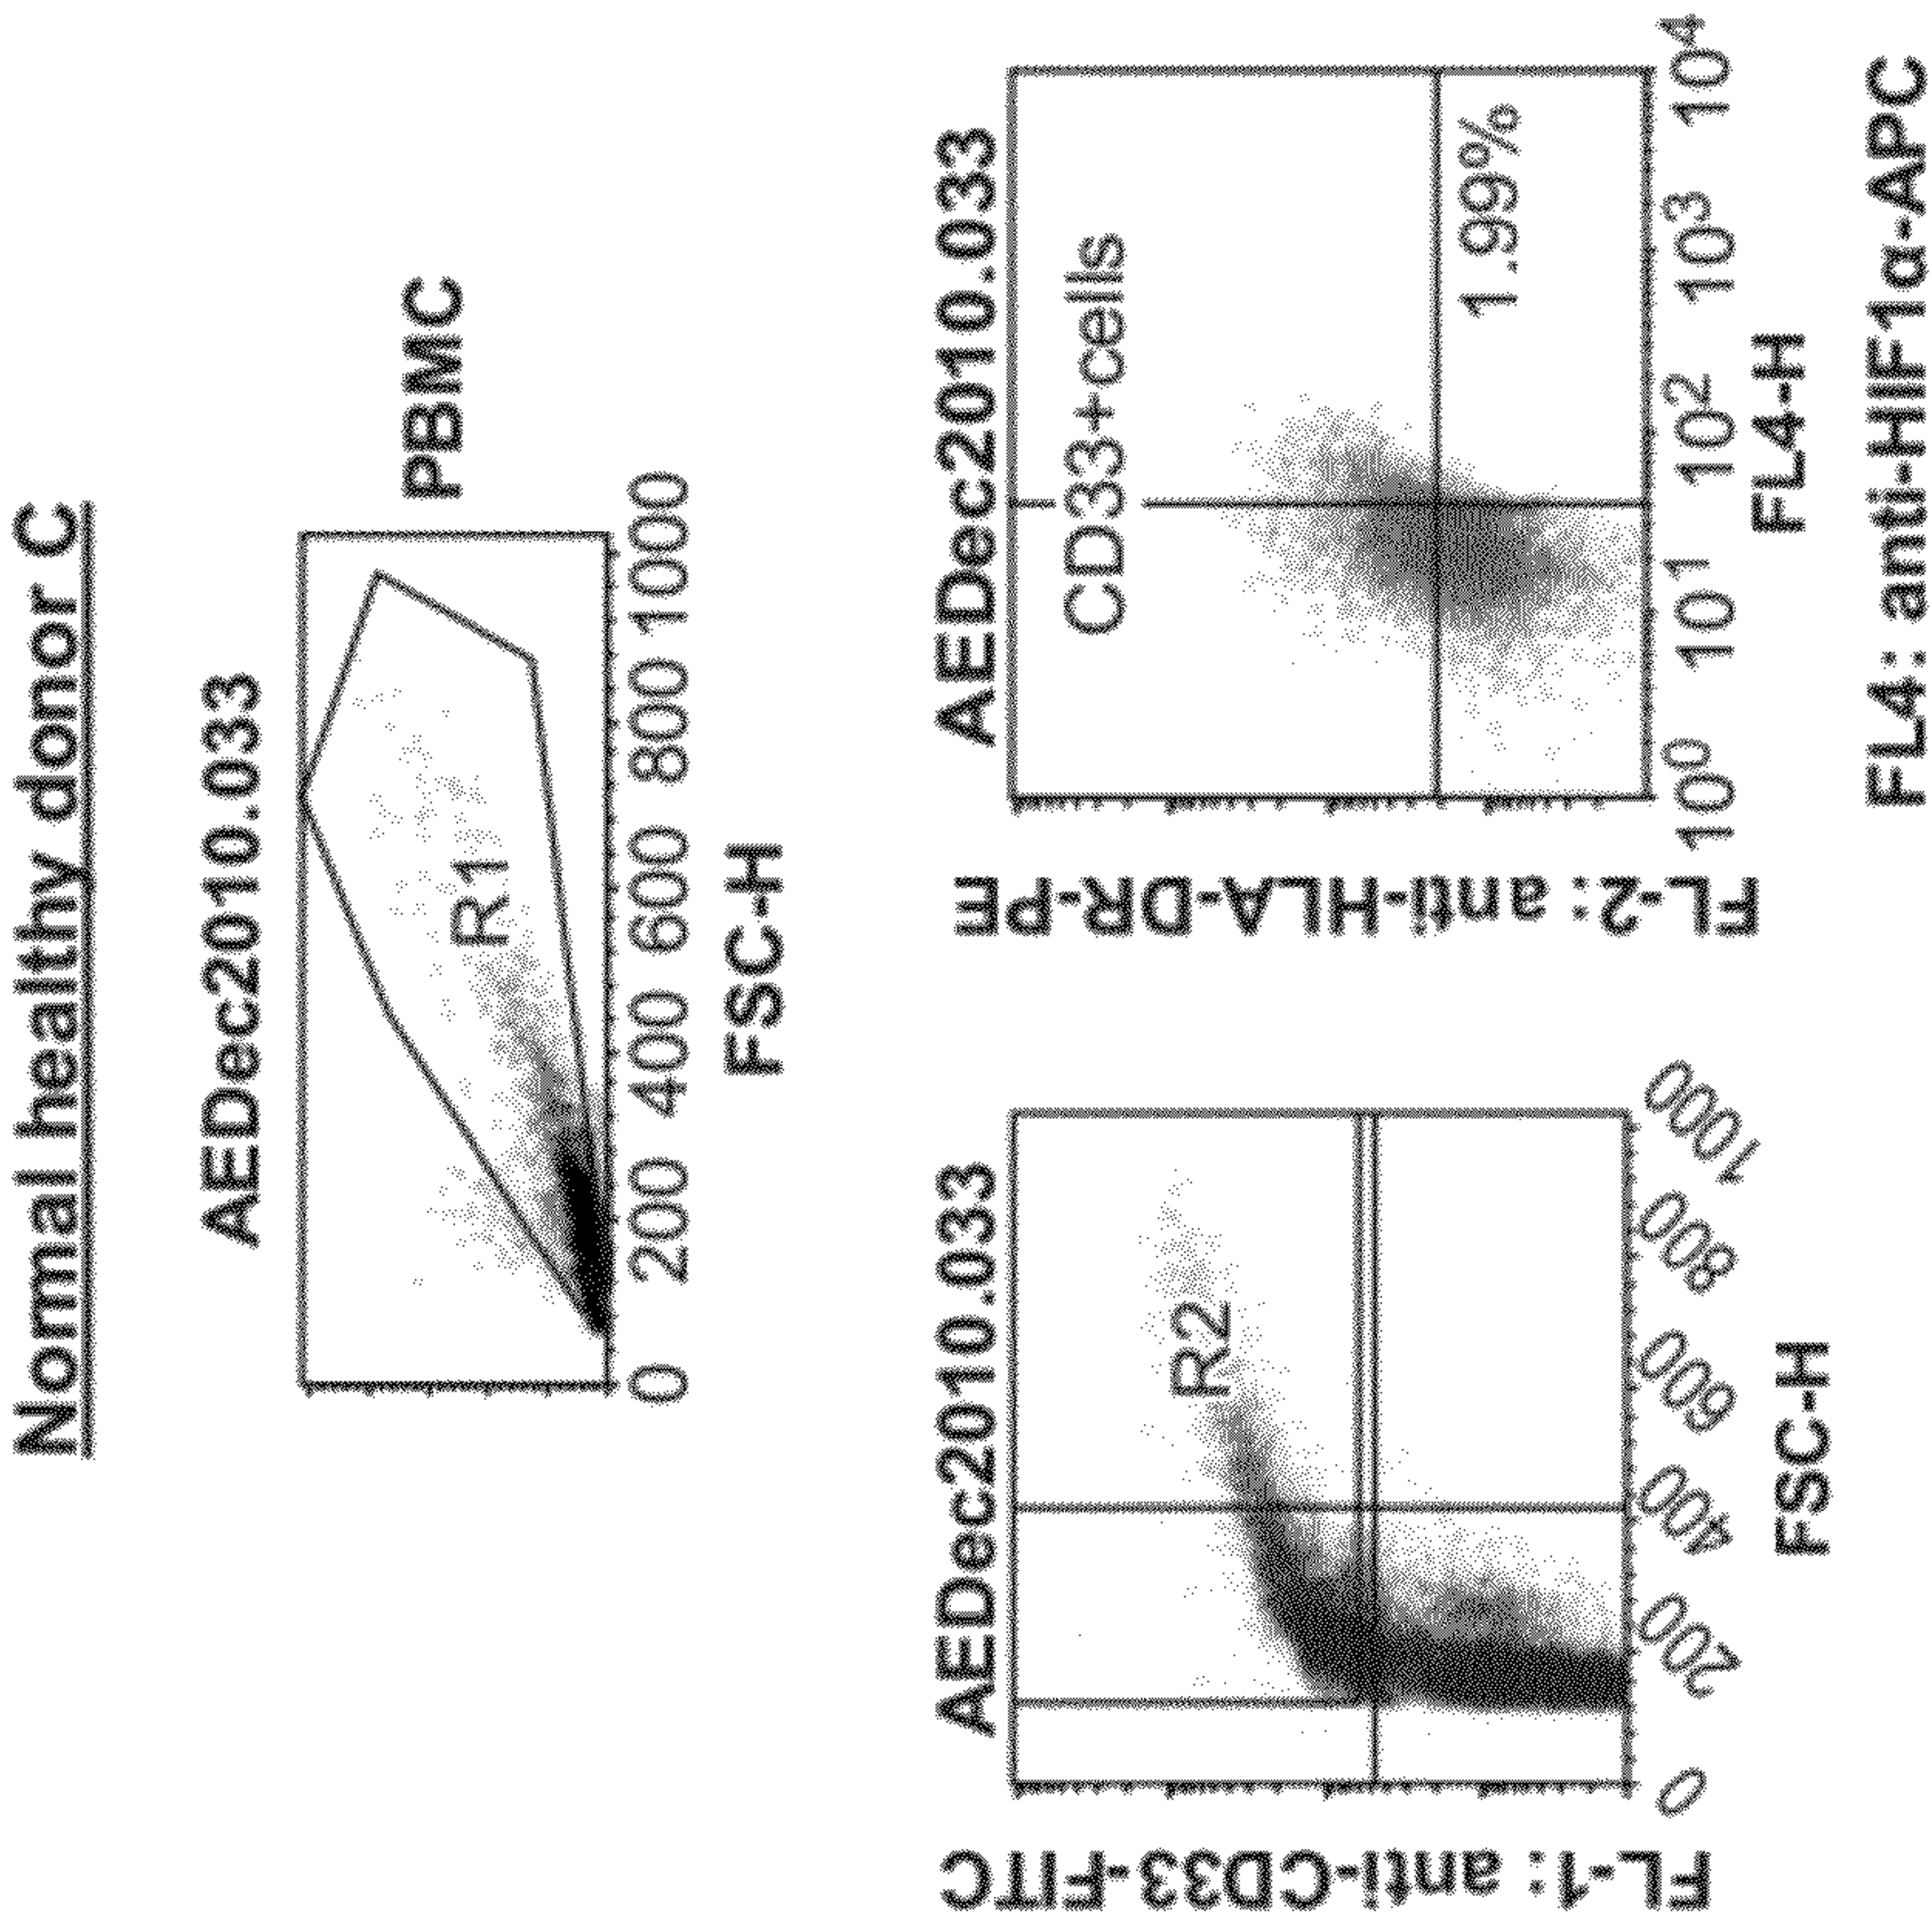 Normal healthy donor C
AEDec2010.033
R1
PBMC
0 200 400 600 800 1000
FSC-H
AEDec2010.033
FL-1: anti-CD33-FITC
R2
0 200 400 600 800 1000
FSC-H
AEDec2010.033
FL-2: anti-HLA-DR-PE
CD33+cells
1.99%
10⁰ 10¹ 10² 10³ 10⁴
FL4-H
FL4: anti-HIF1α-APC